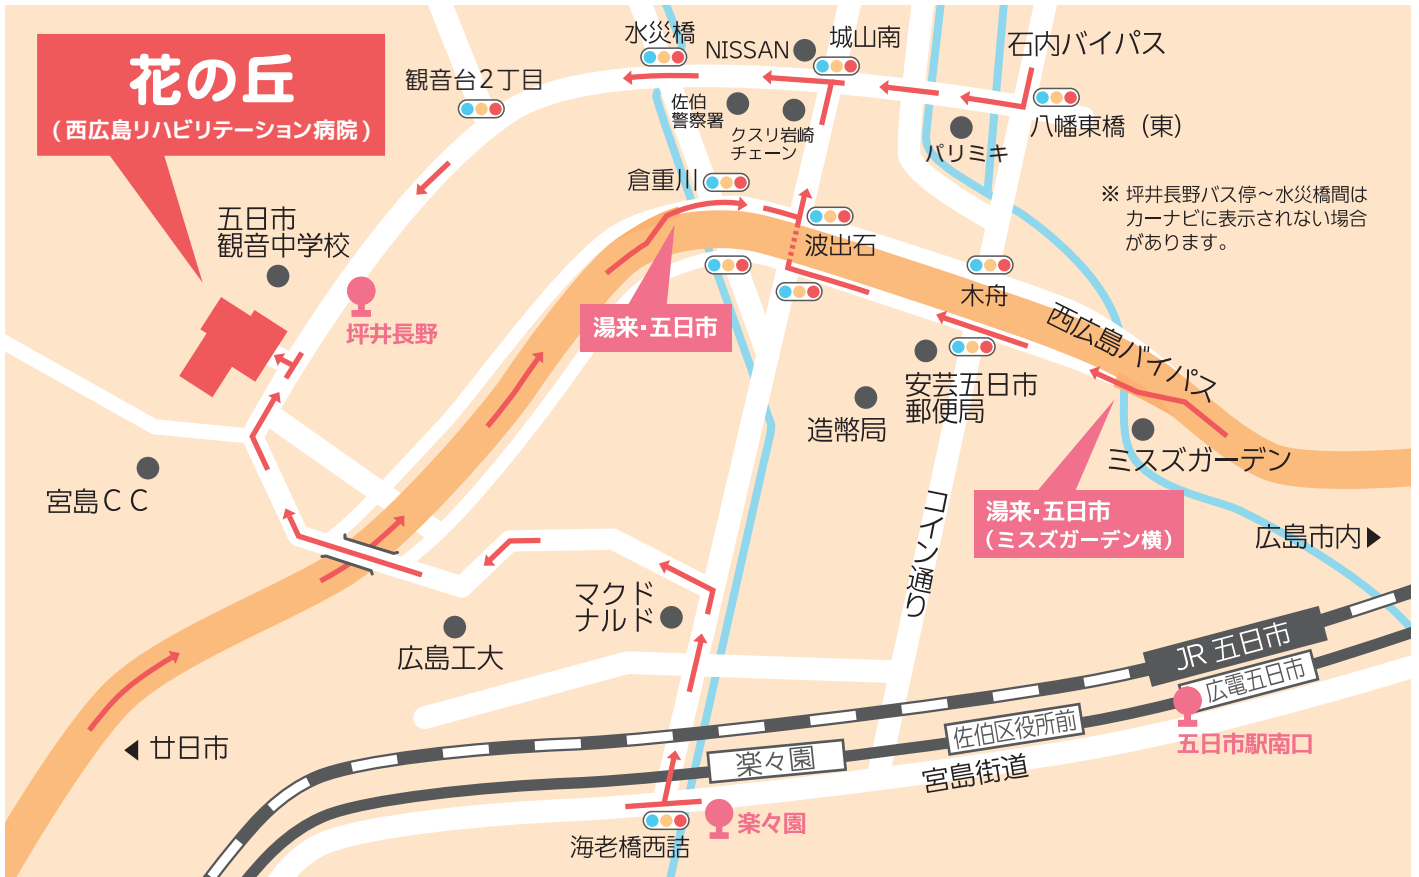 花の丘
(西広島リハビリテーション病院)
水災橋
NISSAN
城山南
石内バイパス
観音台2丁目
佐伯
警察署
クスリ岩崎
チェーン
パリミキ
八幡東橋（東）
倉重川
※ 坪井長野バス停～水災橋間は
カーナビに表示されない場合
があります。
五日市
観音中学校
波出石
木舟
坪井長野
湯来・五日市
西広島バイパス
安芸五日市
郵便局
造幣局
ミスズガーデン
宮島CC
湯来・五日市
(ミスズガーデン横)
コイン通り
広島市内
マクド
ナルド
広島工大
JR 五日市
広電五日市
佐伯区役所前
五日市駅南口
廿日市
楽々園
宮島街道
楽々園
海老橋西詰